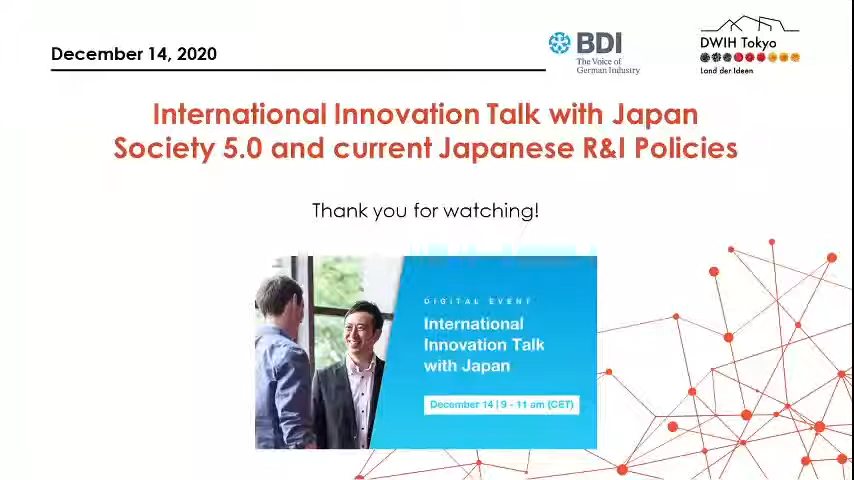 December 14, 2020
BDI
The Voice of
German Industry
DWIH Tokyo
Land der Ideen
International Innovation Talk with Japan
Society 5.0 and current Japanese R&I Policies
Thank you for watching!
DIGITAL EVENT
International
Innovation Talk
with Japan
December 14 | 9 - 11 am (CET)